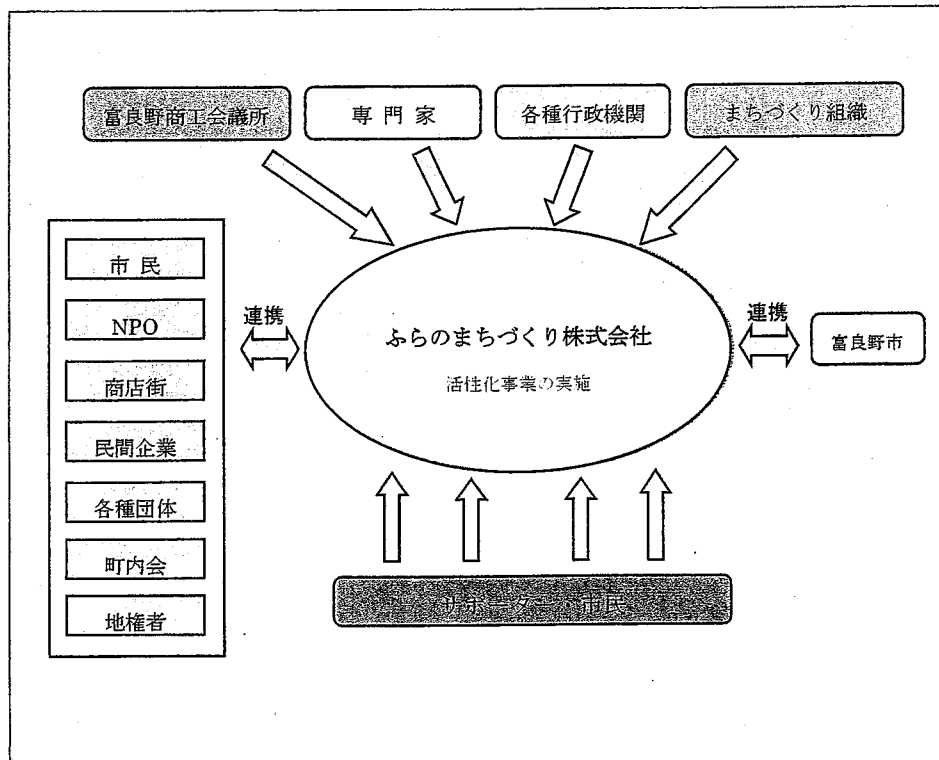 富良野商工会議所
専門家
各種行政機関
まちづくり組織
市民
NPO
商店街
民間企業
各種団体
町内会
地権者
連携
ふらのまちづくり株式会社
活性化事業の実施
連携
富良野市
サポーター・市民